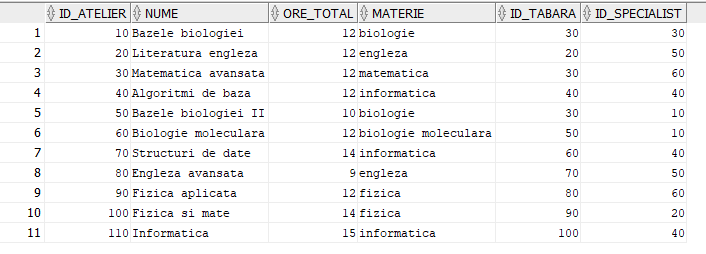 ID_ATELIER NUME ORE_TOTAL MATERIE ID_TABARA ID_SPECIALIST
1 10 Bazele biologiei 12 biologie 30 30
2 20 Literatura engleza 12 engleza 20 50
3 30 Matematica avansata 12 matematica 30 60
4 40 Algoritmi de baza 12 informatica 40 40
5 50 Bazele biologiei II 10 biologie 30 10
6 60 Biologie moleculara 12 biologie moleculara 50 10
7 70 Structuri de date 14 informatica 60 40
8 80 Engleza avansata 9 engleza 70 50
9 90 Fizica aplicata 12 fizica 80 60
10 100 Fizica si mate 14 fizica 90 20
11 110 Informatica 15 informatica 100 40